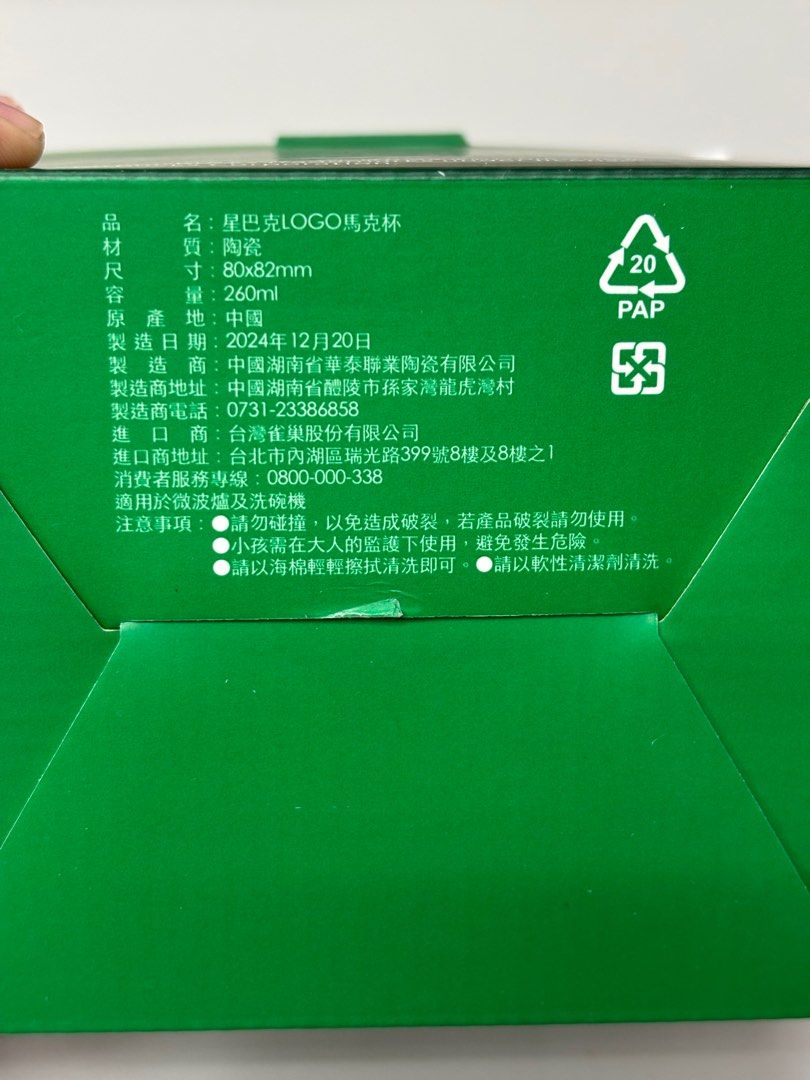 品名：星巴克LOGO馬克杯
材質：陶瓷
尺寸：80x82mm
容量：260ml
原產地：中國
製造日期：2024年12月20日
製造商：中國湖南省華泰聯業陶瓷有限公司
製造商地址：中國湖南省醴陵市孫家灣龍虎灣村
製造商電話：0731-23386858
進口商：台灣雀巢股份有限公司
進口商地址：台北市內湖區瑞光路399號8樓及8樓之1
消費者服務專線：0800-000-338
適用於微波爐及洗碗機
注意事項：●請勿碰撞，以免造成破裂，若產品破裂請勿使用。
●小孩需在大人的監護下使用，避免發生危險。
●請以海棉輕輕擦拭清洗即可。●請以軟性清潔劑清洗。
20
PAP